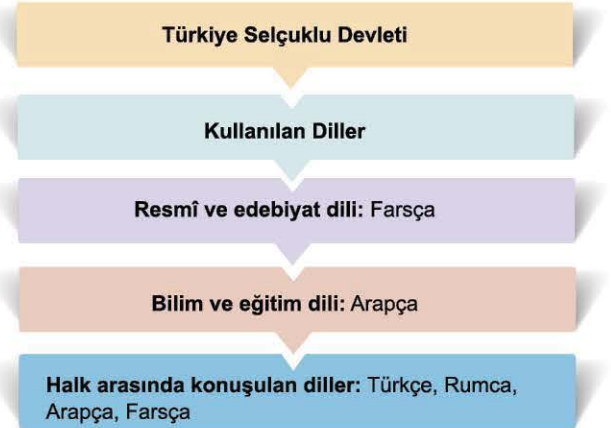 Türkiye Selçuklu Devleti
Kullanılan Diller
Resmî ve edebiyat dili: Farsça
Bilim ve eğitim dili: Arapça
Halk arasında konuşulan diller: Türkçe, Rumca,
Arapça, Farsça